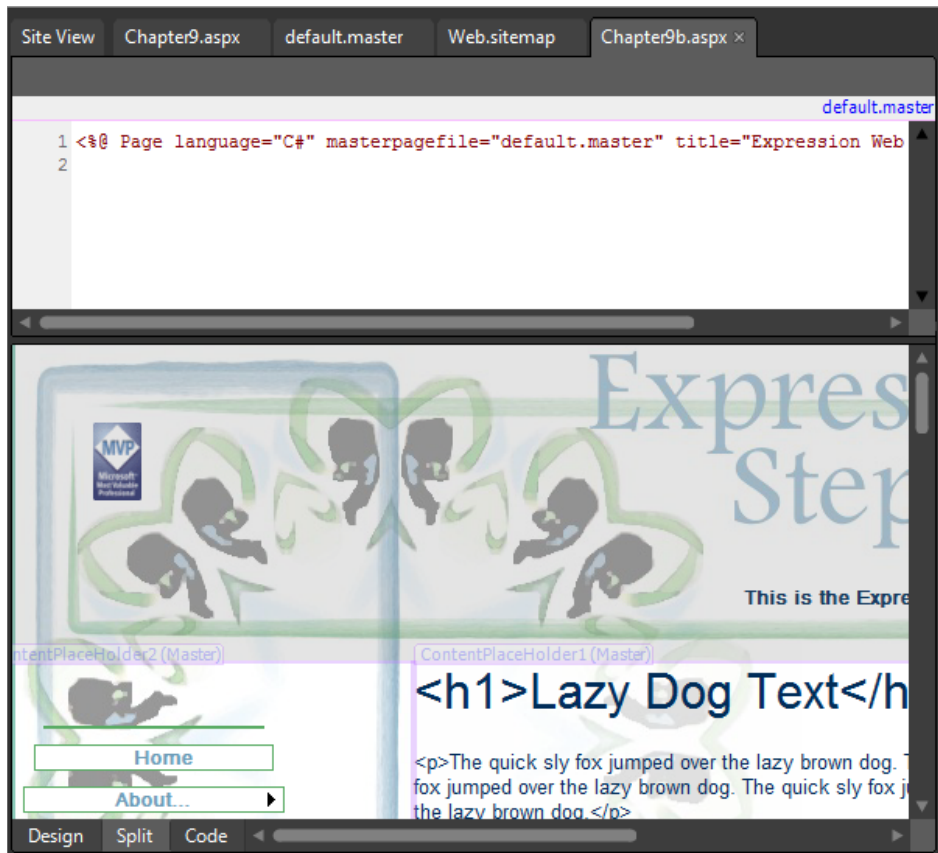 Site View Chapter9.aspx default.master Web.sitemap Chapter9b.aspx ×
default.master
1 <%@ Page language="C#" masterpagefile="default.master" title="Expression Web
2
Expres
Step
MVP
Microsoft
Most Valuable
Professional
This is the Expre
ntentPlaceHolder2 (Master)
ContentPlaceHolder1 (Master)
<h1>Lazy Dog Text</h
Home
About...
<p>The quick sly fox jumped over the lazy brown dog. T
fox jumped over the lazy brown dog. The quick sly fox ju
the lazy brown dog.</p>
Design Split Code